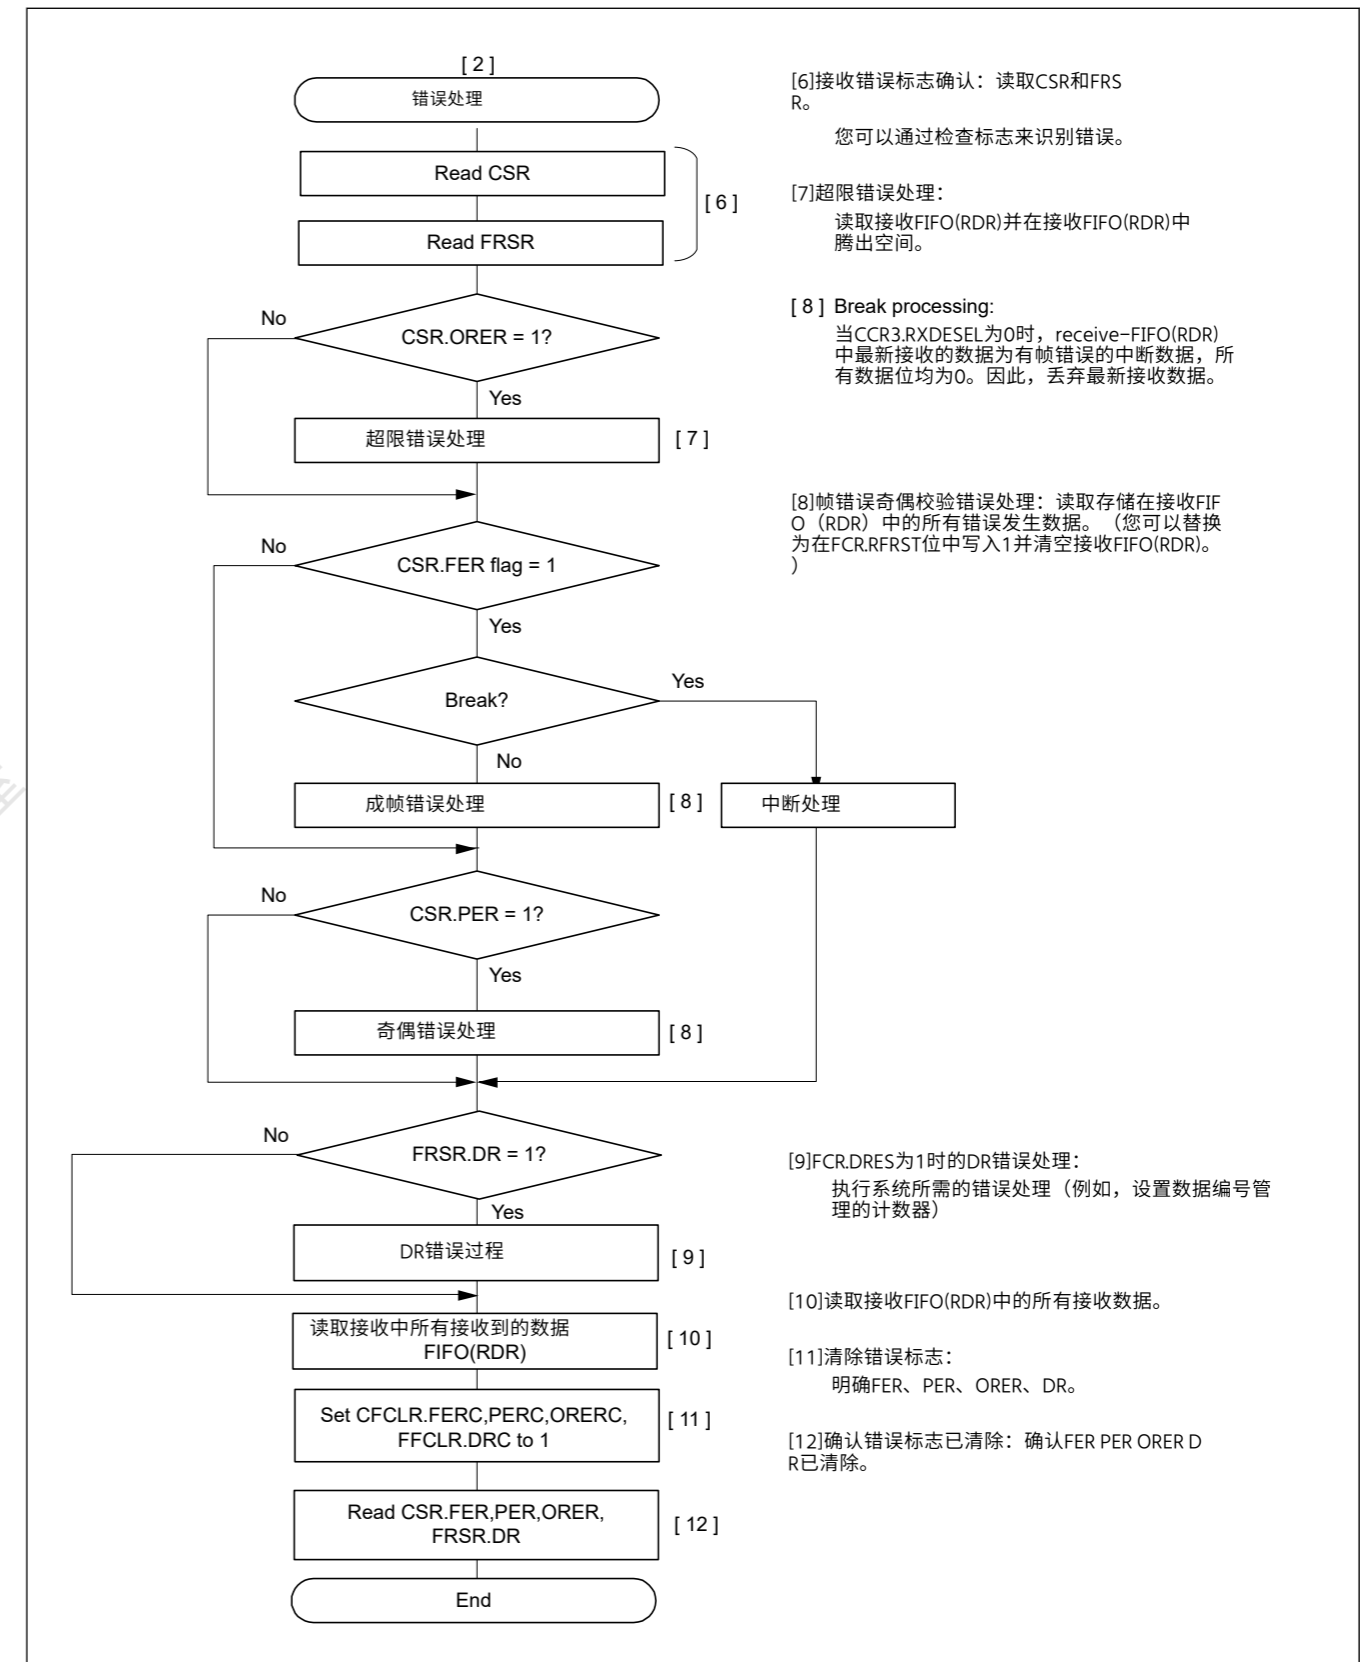 [ 2 ]
错误处理
Read CSR
[ 6 ]
Read FRSR
No
CSR.ORER = 1?
Yes
超限错误处理
[ 7 ]
No
CSR.FER flag = 1
Yes
Break?
Yes
No
成帧错误处理
[ 8 ]
中断处理
No
CSR.PER = 1?
Yes
奇偶错误处理
[ 8 ]
No
FRSR.DR = 1?
Yes
DR错误过程
[ 9 ]
读取接收中所有接收到的数据
FIFO(RDR)
[ 10 ]
Set CFCLR.FERC,PERC,ORERC,
FFCLR.DRC to 1
[ 11 ]
Read CSR.FER,PER,ORER,
FRSR.DR
[ 12 ]
End
[6]接收错误标志确认：读取CSR和FRS
R。
您可以通过检查标志来识别错误。
[7]超限错误处理：
读取接收FIFO(RDR)并在接收FIFO(RDR)中
腾出空间。
[ 8 ] Break processing:
当CCR3.RXDESEL为0时，receive-FIFO(RDR)
中最新接收的数据为有帧错误的中断数据，所
有数据位均为0。因此，丢弃最新接收数据。
[8]帧错误奇偶校验错误处理：读取存储在接收FIF
O（RDR）中的所有错误发生数据。（您可以替换
为在FCR.RFRST位中写入1并清空接收FIFO(RDR)。
）
[9]FCR.DRES为1时的DR错误处理：
执行系统所需的错误处理（例如，设置数据编号管
理的计数器）
[10]读取接收FIFO(RDR)中的所有接收数据。
[11]清除错误标志：
明确FER、PER、ORER、DR。
[12]确认错误标志已清除：确认FER PER ORER D
R已清除。